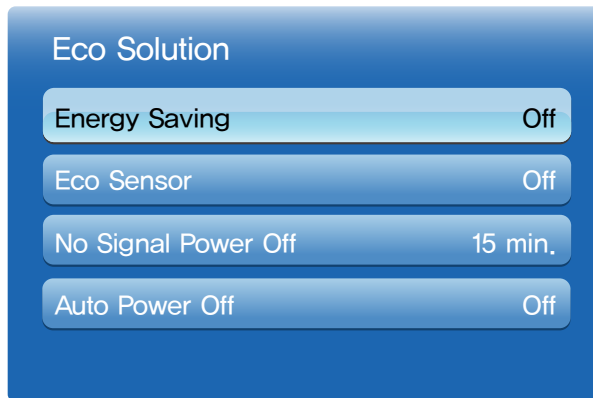 Eco Solution
Energy Saving Off
Eco Sensor Off
No Signal Power Off 15 min.
Auto Power Off Off